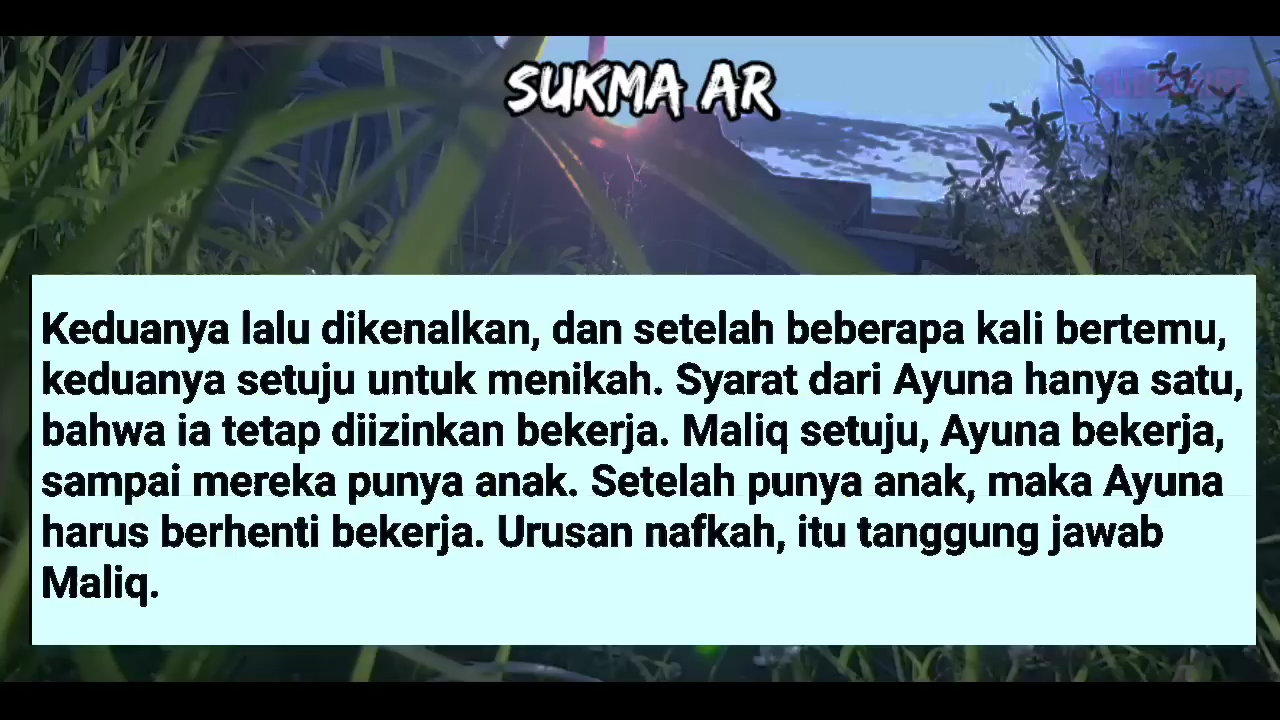 SUKMA AR
SUBSCRIBE
Keduanya lalu dikenalkan, dan setelah beberapa kali bertemu,
keduanya setuju untuk menikah. Syarat dari Ayuna hanya satu,
bahwa ia tetap diizinkan bekerja. Maliq setuju, Ayuna bekerja,
sampai mereka punya anak. Setelah punya anak, maka Ayuna
harus berhenti bekerja. Urusan nafkah, itu tanggung jawab
Maliq.